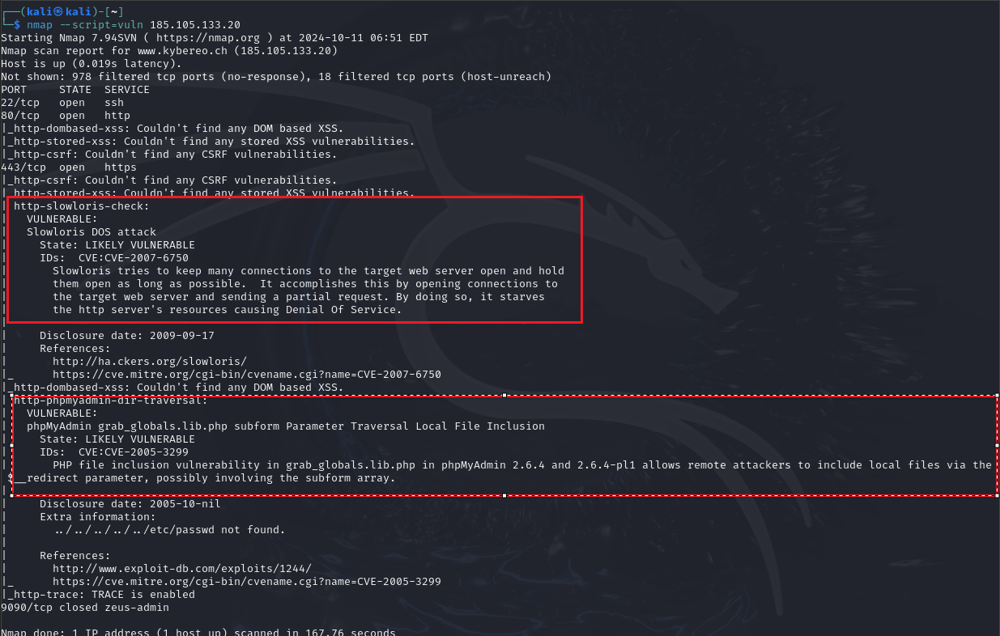 ┌──(kali㉿kali)-[~]
└─$ nmap --script=vuln 185.105.133.20
Starting Nmap 7.94SVN ( https://nmap.org ) at 2024-10-11 06:51 EDT
Nmap scan report for www.kybereo.ch (185.105.133.20)
Host is up (0.019s latency).
Not shown: 978 filtered tcp ports (no-response), 18 filtered tcp ports (host-unreach)
PORT     STATE  SERVICE
22/tcp   open   ssh
80/tcp   open   http
|_http-dombased-xss: Couldn't find any DOM based XSS.
|_http-stored-xss: Couldn't find any stored XSS vulnerabilities.
|_http-csrf: Couldn't find any CSRF vulnerabilities.
443/tcp  open   https
|_http-csrf: Couldn't find any CSRF vulnerabilities.
|_http-stored-xss: Couldn't find any stored XSS vulnerabilities.
| http-slowloris-check:
|   VULNERABLE:
|   Slowloris DOS attack
|     State: LIKELY VULNERABLE
|     IDs:  CVE:CVE-2007-6750
|       Slowloris tries to keep many connections to the target web server open and hold
|       them open as long as possible.  It accomplishes this by opening connections to
|       the target web server and sending a partial request. By doing so, it starves
|       the http server's resources causing Denial Of Service.
|
|     Disclosure date: 2009-09-17
|     References:
|       http://ha.ckers.org/slowloris/
|_      https://cve.mitre.org/cgi-bin/cvename.cgi?name=CVE-2007-6750
|_http-dombased-xss: Couldn't find any DOM based XSS.
| http-phpmyadmin-dir-traversal:
|   VULNERABLE:
|   phpMyAdmin grab_globals.lib.php subform Parameter Traversal Local File Inclusion
|     State: LIKELY VULNERABLE
|     IDs:  CVE:CVE-2005-3299
|       PHP file inclusion vulnerability in grab_globals.lib.php in phpMyAdmin 2.6.4 and 2.6.4-pl1 allows remote attackers to include local files via the
$__redirect parameter, possibly involving the subform array.
|
|     Disclosure date: 2005-10-nil
|     Extra information:
|       ../../../../../etc/passwd not found.
|
|     References:
|       http://www.exploit-db.com/exploits/1244/
|_      https://cve.mitre.org/cgi-bin/cvename.cgi?name=CVE-2005-3299
|_http-trace: TRACE is enabled
9090/tcp closed zeus-admin

Nmap done: 1 IP address (1 host up) scanned in 167.76 seconds